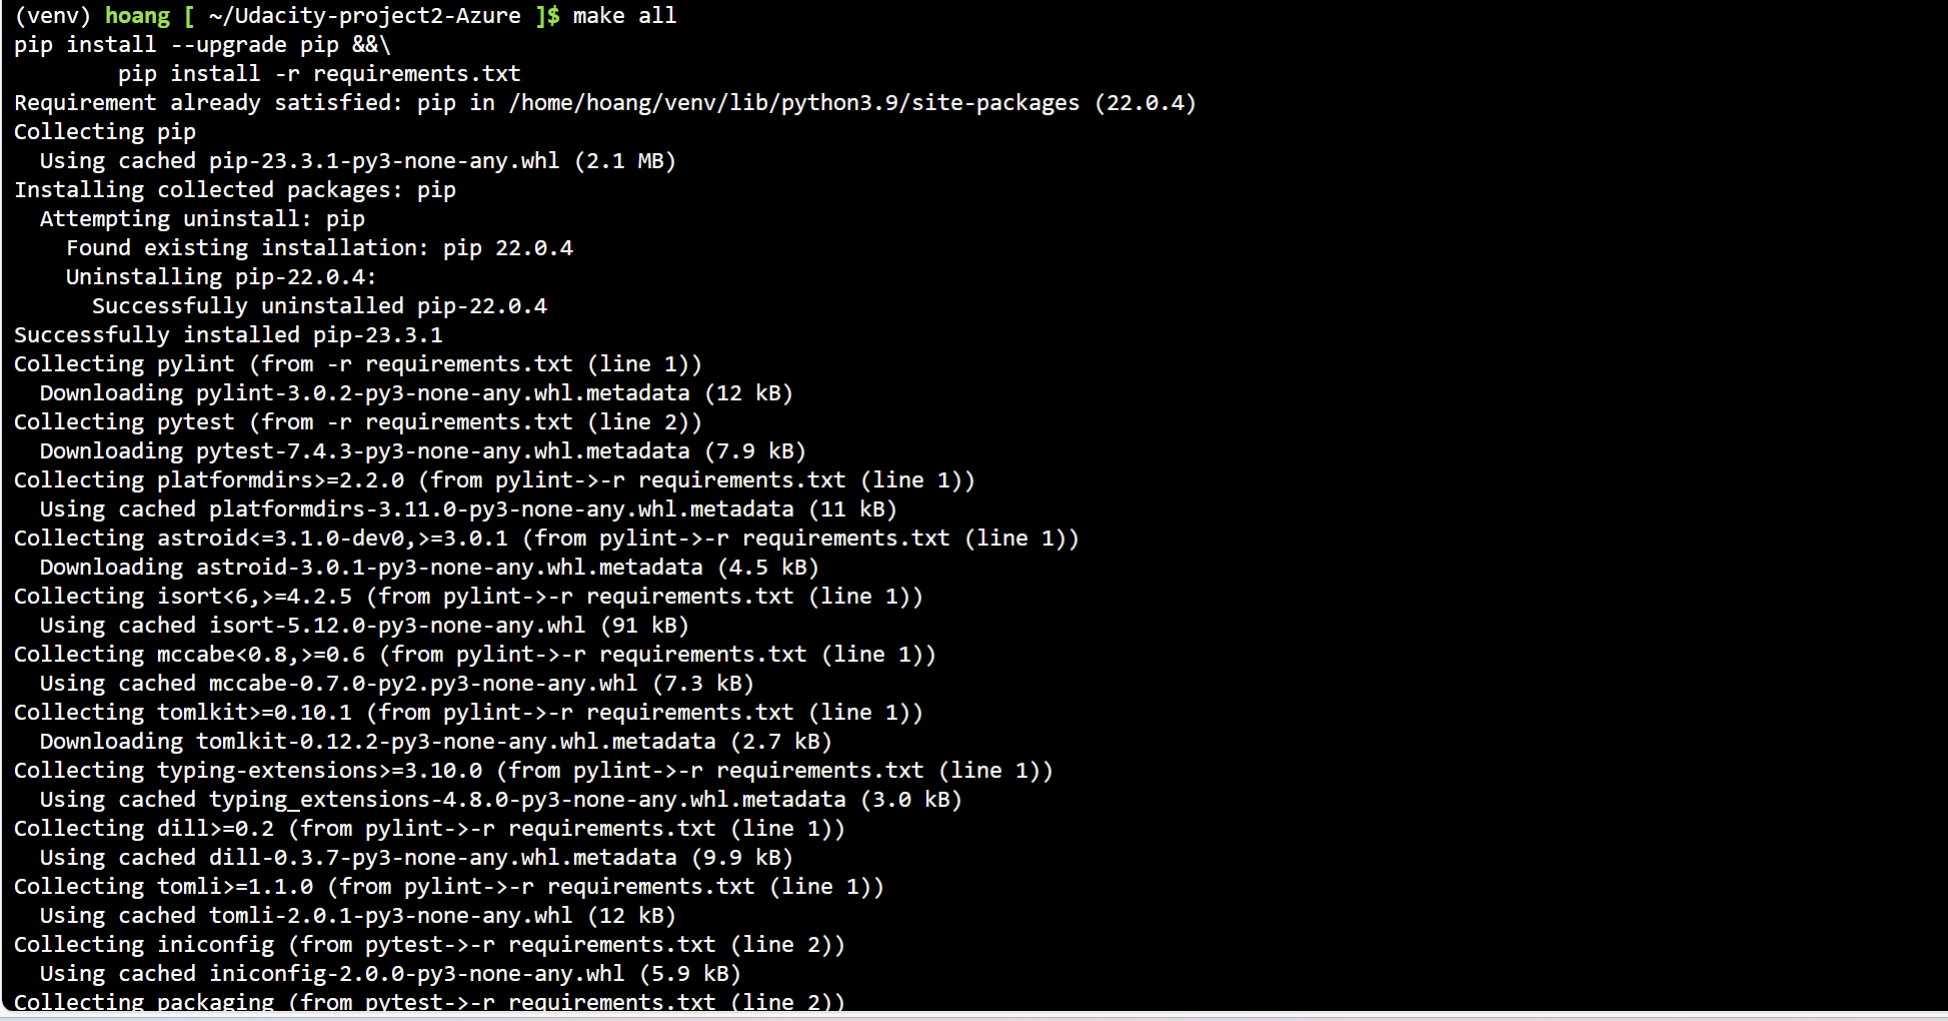 (venv) hoang [ ~/Udacity-project2-Azure ]$ make all
pip install --upgrade pip &&\
        pip install -r requirements.txt
Requirement already satisfied: pip in /home/hoang/venv/lib/python3.9/site-packages (22.0.4)
Collecting pip
  Using cached pip-23.3.1-py3-none-any.whl (2.1 MB)
Installing collected packages: pip
  Attempting uninstall: pip
    Found existing installation: pip 22.0.4
    Uninstalling pip-22.0.4:
      Successfully uninstalled pip-22.0.4
Successfully installed pip-23.3.1
Collecting pylint (from -r requirements.txt (line 1))
  Downloading pylint-3.0.2-py3-none-any.whl.metadata (12 kB)
Collecting pytest (from -r requirements.txt (line 2))
  Downloading pytest-7.4.3-py3-none-any.whl.metadata (7.9 kB)
Collecting platformdirs>=2.2.0 (from pylint->-r requirements.txt (line 1))
  Using cached platformdirs-3.11.0-py3-none-any.whl.metadata (11 kB)
Collecting astroid<=3.1.0-dev0,>=3.0.1 (from pylint->-r requirements.txt (line 1))
  Downloading astroid-3.0.1-py3-none-any.whl.metadata (4.5 kB)
Collecting isort<6,>=4.2.5 (from pylint->-r requirements.txt (line 1))
  Using cached isort-5.12.0-py3-none-any.whl (91 kB)
Collecting mccabe<0.8,>=0.6 (from pylint->-r requirements.txt (line 1))
  Using cached mccabe-0.7.0-py2.py3-none-any.whl (7.3 kB)
Collecting tomlkit>=0.10.1 (from pylint->-r requirements.txt (line 1))
  Downloading tomlkit-0.12.2-py3-none-any.whl.metadata (2.7 kB)
Collecting typing-extensions>=3.10.0 (from pylint->-r requirements.txt (line 1))
  Using cached typing_extensions-4.8.0-py3-none-any.whl.metadata (3.0 kB)
Collecting dill>=0.2 (from pylint->-r requirements.txt (line 1))
  Using cached dill-0.3.7-py3-none-any.whl.metadata (9.9 kB)
Collecting tomli>=1.1.0 (from pylint->-r requirements.txt (line 1))
  Using cached tomli-2.0.1-py3-none-any.whl (12 kB)
Collecting iniconfig (from pytest->-r requirements.txt (line 2))
  Using cached iniconfig-2.0.0-py3-none-any.whl (5.9 kB)
Collecting packaging (from pytest->-r requirements.txt (line 2))